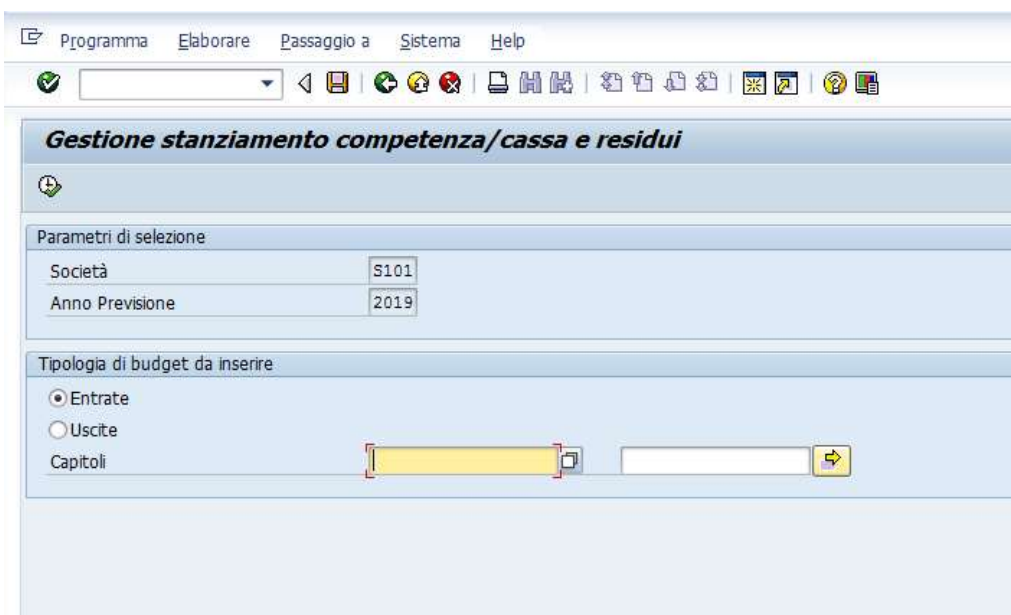 Programma Elaborare Passaggio a Sistema Help
Gestione stanziamento competenza/cassa e residui
Parametri di selezione
Società S101
Anno Previsione 2019
Tipologia di budget da inserire
Entrate
Uscite
Capitoli